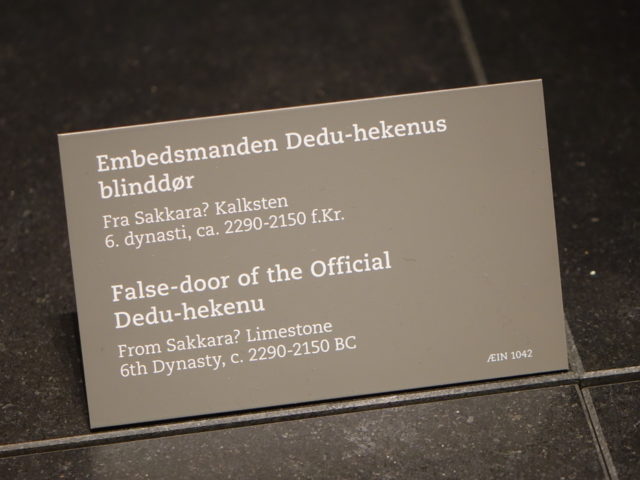 Embedsmanden Dedu-hekenus
blinddør
Fra Sakkara? Kalksten
6. dynasti, ca. 2290-2150 f.Kr.
False-door of the Official
Dedu-hekenu
From Sakkara? Limestone
6th Dynasty, c. 2290-2150 BC
ÆIN 1042